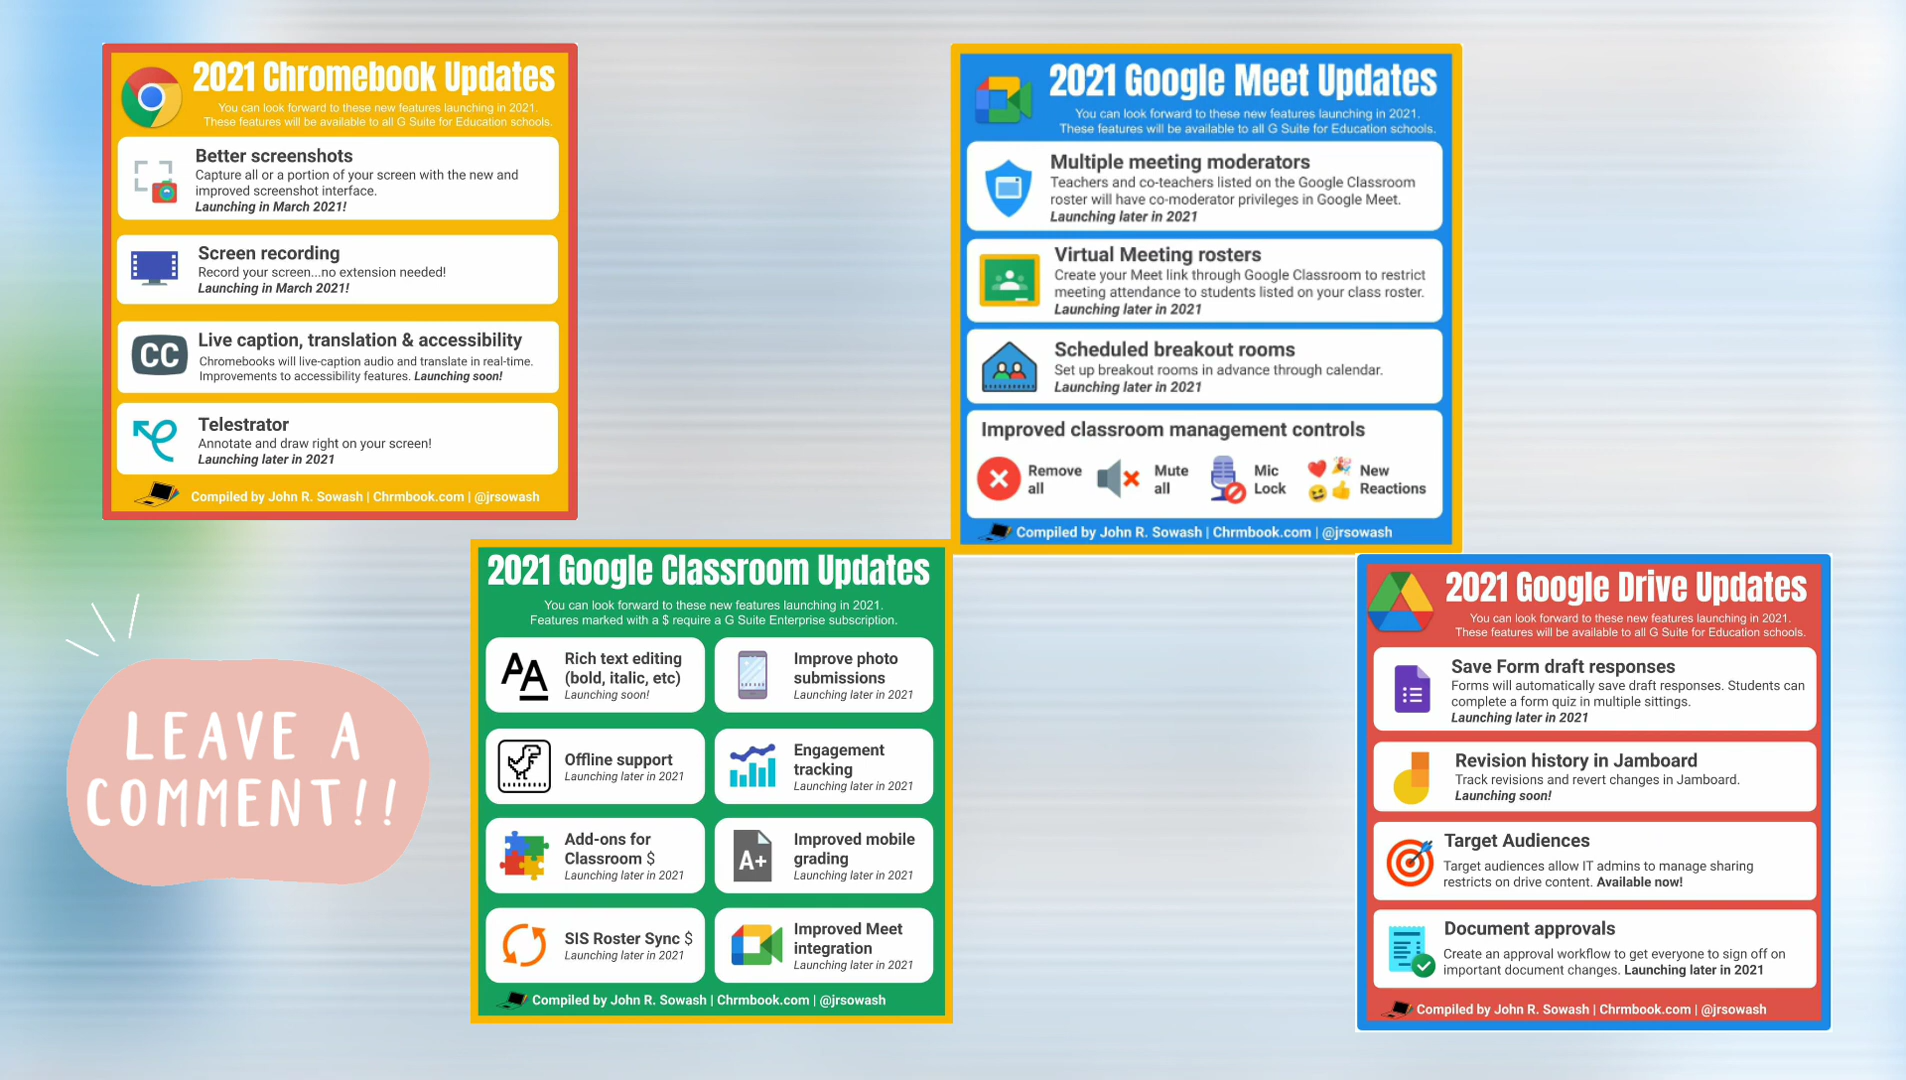 2021 Chromebook Updates
You can look forward to these new features launching in 2021.
These features will be available to all G Suite for Education schools.
Better screenshots
Capture all or a portion of your screen with the new and
improved screenshot interface.
Launching in March 2021!
Screen recording
Record your screen...no extension needed!
Launching in March 2021!
CC
Live caption, translation & accessibility
Chromebooks will live-caption audio and translate in real-time.
Improvements to accessibility features. Launching soon!
Telestrator
Annotate and draw right on your screen!
Launching later in 2021
Compiled by John R. Sowash | Chrmbook.com | @jrsowash
2021 Google Meet Updates
You can look forward to these new features launching in 2021.
These features will be available to all G Suite for Education schools.
Multiple meeting moderators
Teachers and co-teachers listed on the Google Classroom
roster will have co-moderator privileges in Google Meet.
Launching later in 2021
Virtual Meeting rosters
Create your Meet link through Google Classroom to restrict
meeting attendance to students listed on your class roster.
Launching later in 2021
Scheduled breakout rooms
Set up breakout rooms in advance through calendar.
Launching later in 2021
Improved classroom management controls
Remove
all
Mute
all
Mic
Lock
New
Reactions
Compiled by John R. Sowash | Chrmbook.com | @jrsowash
LEAVE A
COMMENT!!
2021 Google Classroom Updates
You can look forward to these new features launching in 2021.
Features marked with a $ require a G Suite Enterprise subscription.
AA
Rich text editing
(bold, italic, etc)
Launching soon!
Improve photo
submissions
Launching later in 2021
Offline support
Launching later in 2021
Engagement
tracking
Launching later in 2021
Add-ons for
Classroom $
Launching later in 2021
A+
Improved mobile
grading
Launching later in 2021
SIS Roster Sync $
Launching later in 2021
Improved Meet
integration
Launching later in 2021
Compiled by John R. Sowash | Chrmbook.com | @jrsowash
2021 Google Drive Updates
You can look forward to these new features launching in 2021.
These features will be available to all G Suite for Education schools.
Save Form draft responses
Forms will automatically save draft responses. Students can
complete a form quiz in multiple sittings.
Launching later in 2021
Revision history in Jamboard
Track revisions and revert changes in Jamboard.
Launching soon!
Target Audiences
Target audiences allow IT admins to manage sharing
restricts on drive content. Available now!
Document approvals
Create an approval workflow to get everyone to sign off on
important document changes. Launching later in 2021
Compiled by John R. Sowash | Chrmbook.com | @jrsowash